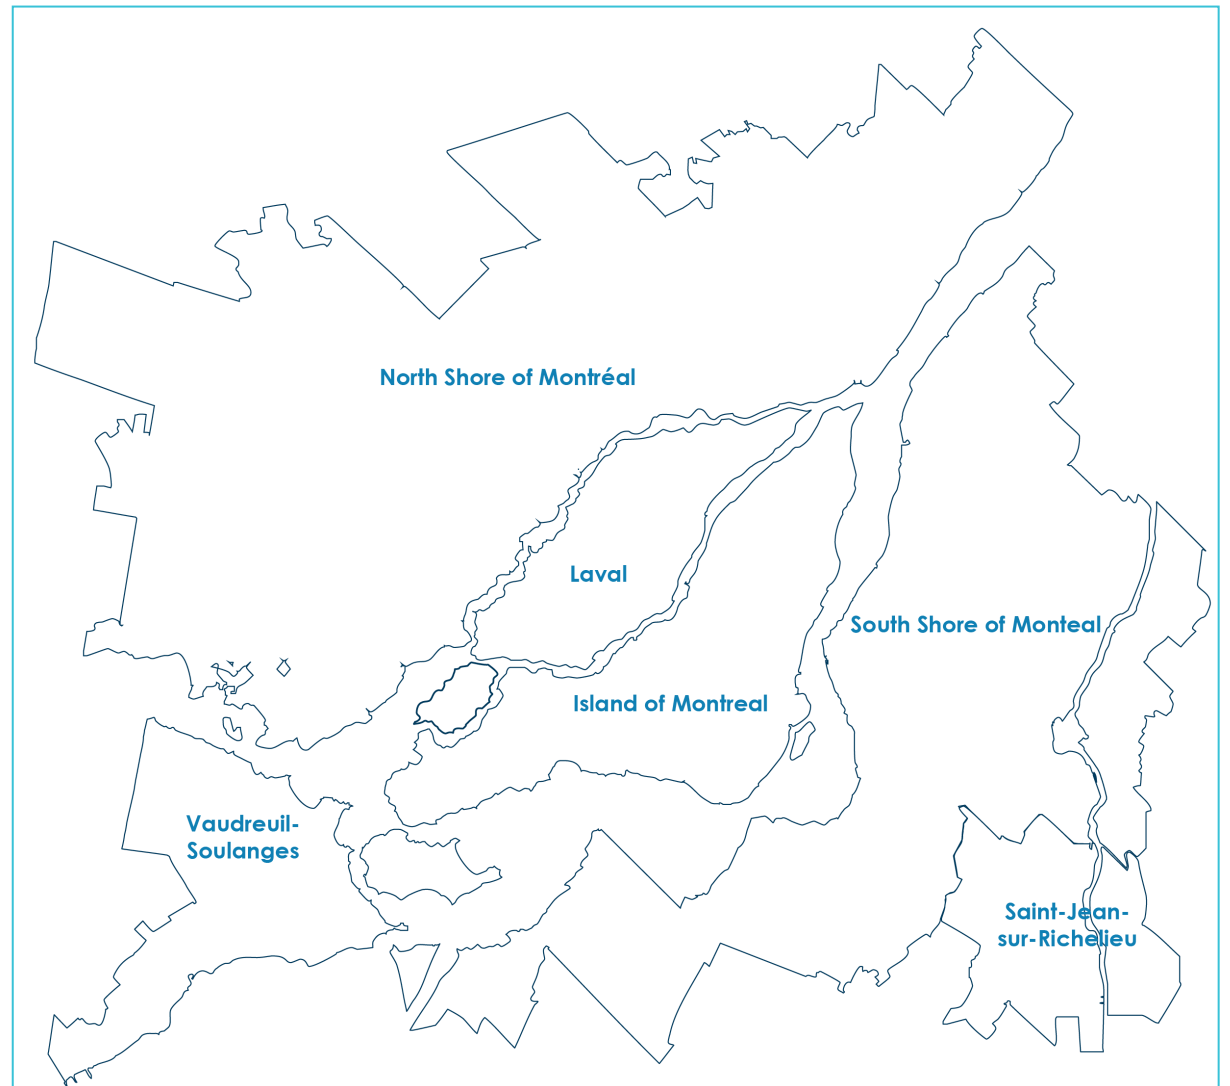 North Shore of Montréal
Laval
South Shore of Monteal
Island of Montreal
Vaudreuil-
Soulanges
Saint-Jean-
sur-Richelieu